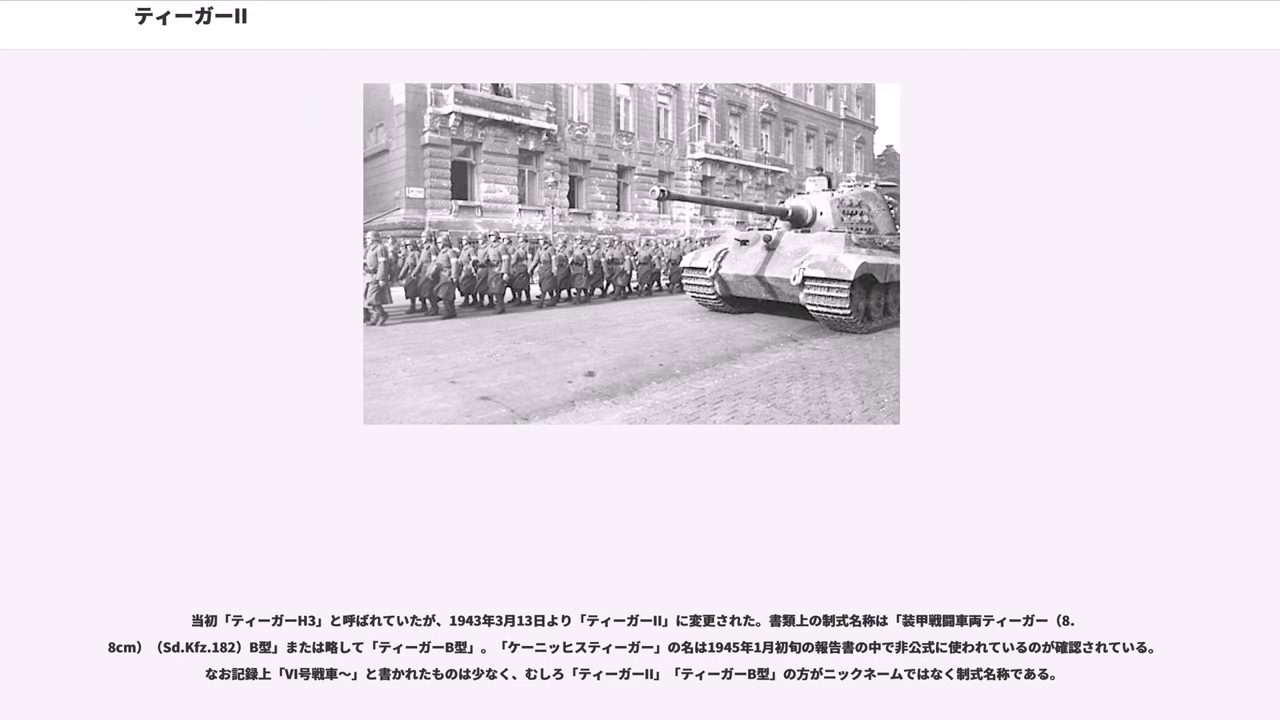 ティーガーII
当初「ティーガーH3」と呼ばれていたが、1943年3月13日より「ティーガーII」に変更された。書類上の制式名称は「装甲戦闘車両ティーガー（8.
8cm）（Sd.Kfz.182）B型」または略して「ティーガーB型」。「ケーニッヒスティーガー」の名は1945年1月初旬の報告書の中で非公式に使われているのが確認されている。
なお記録上「VI号戦車～」と書かれたものは少なく、むしろ「ティーガーII」「ティーガーB型」の方がニックネームではなく制式名称である。